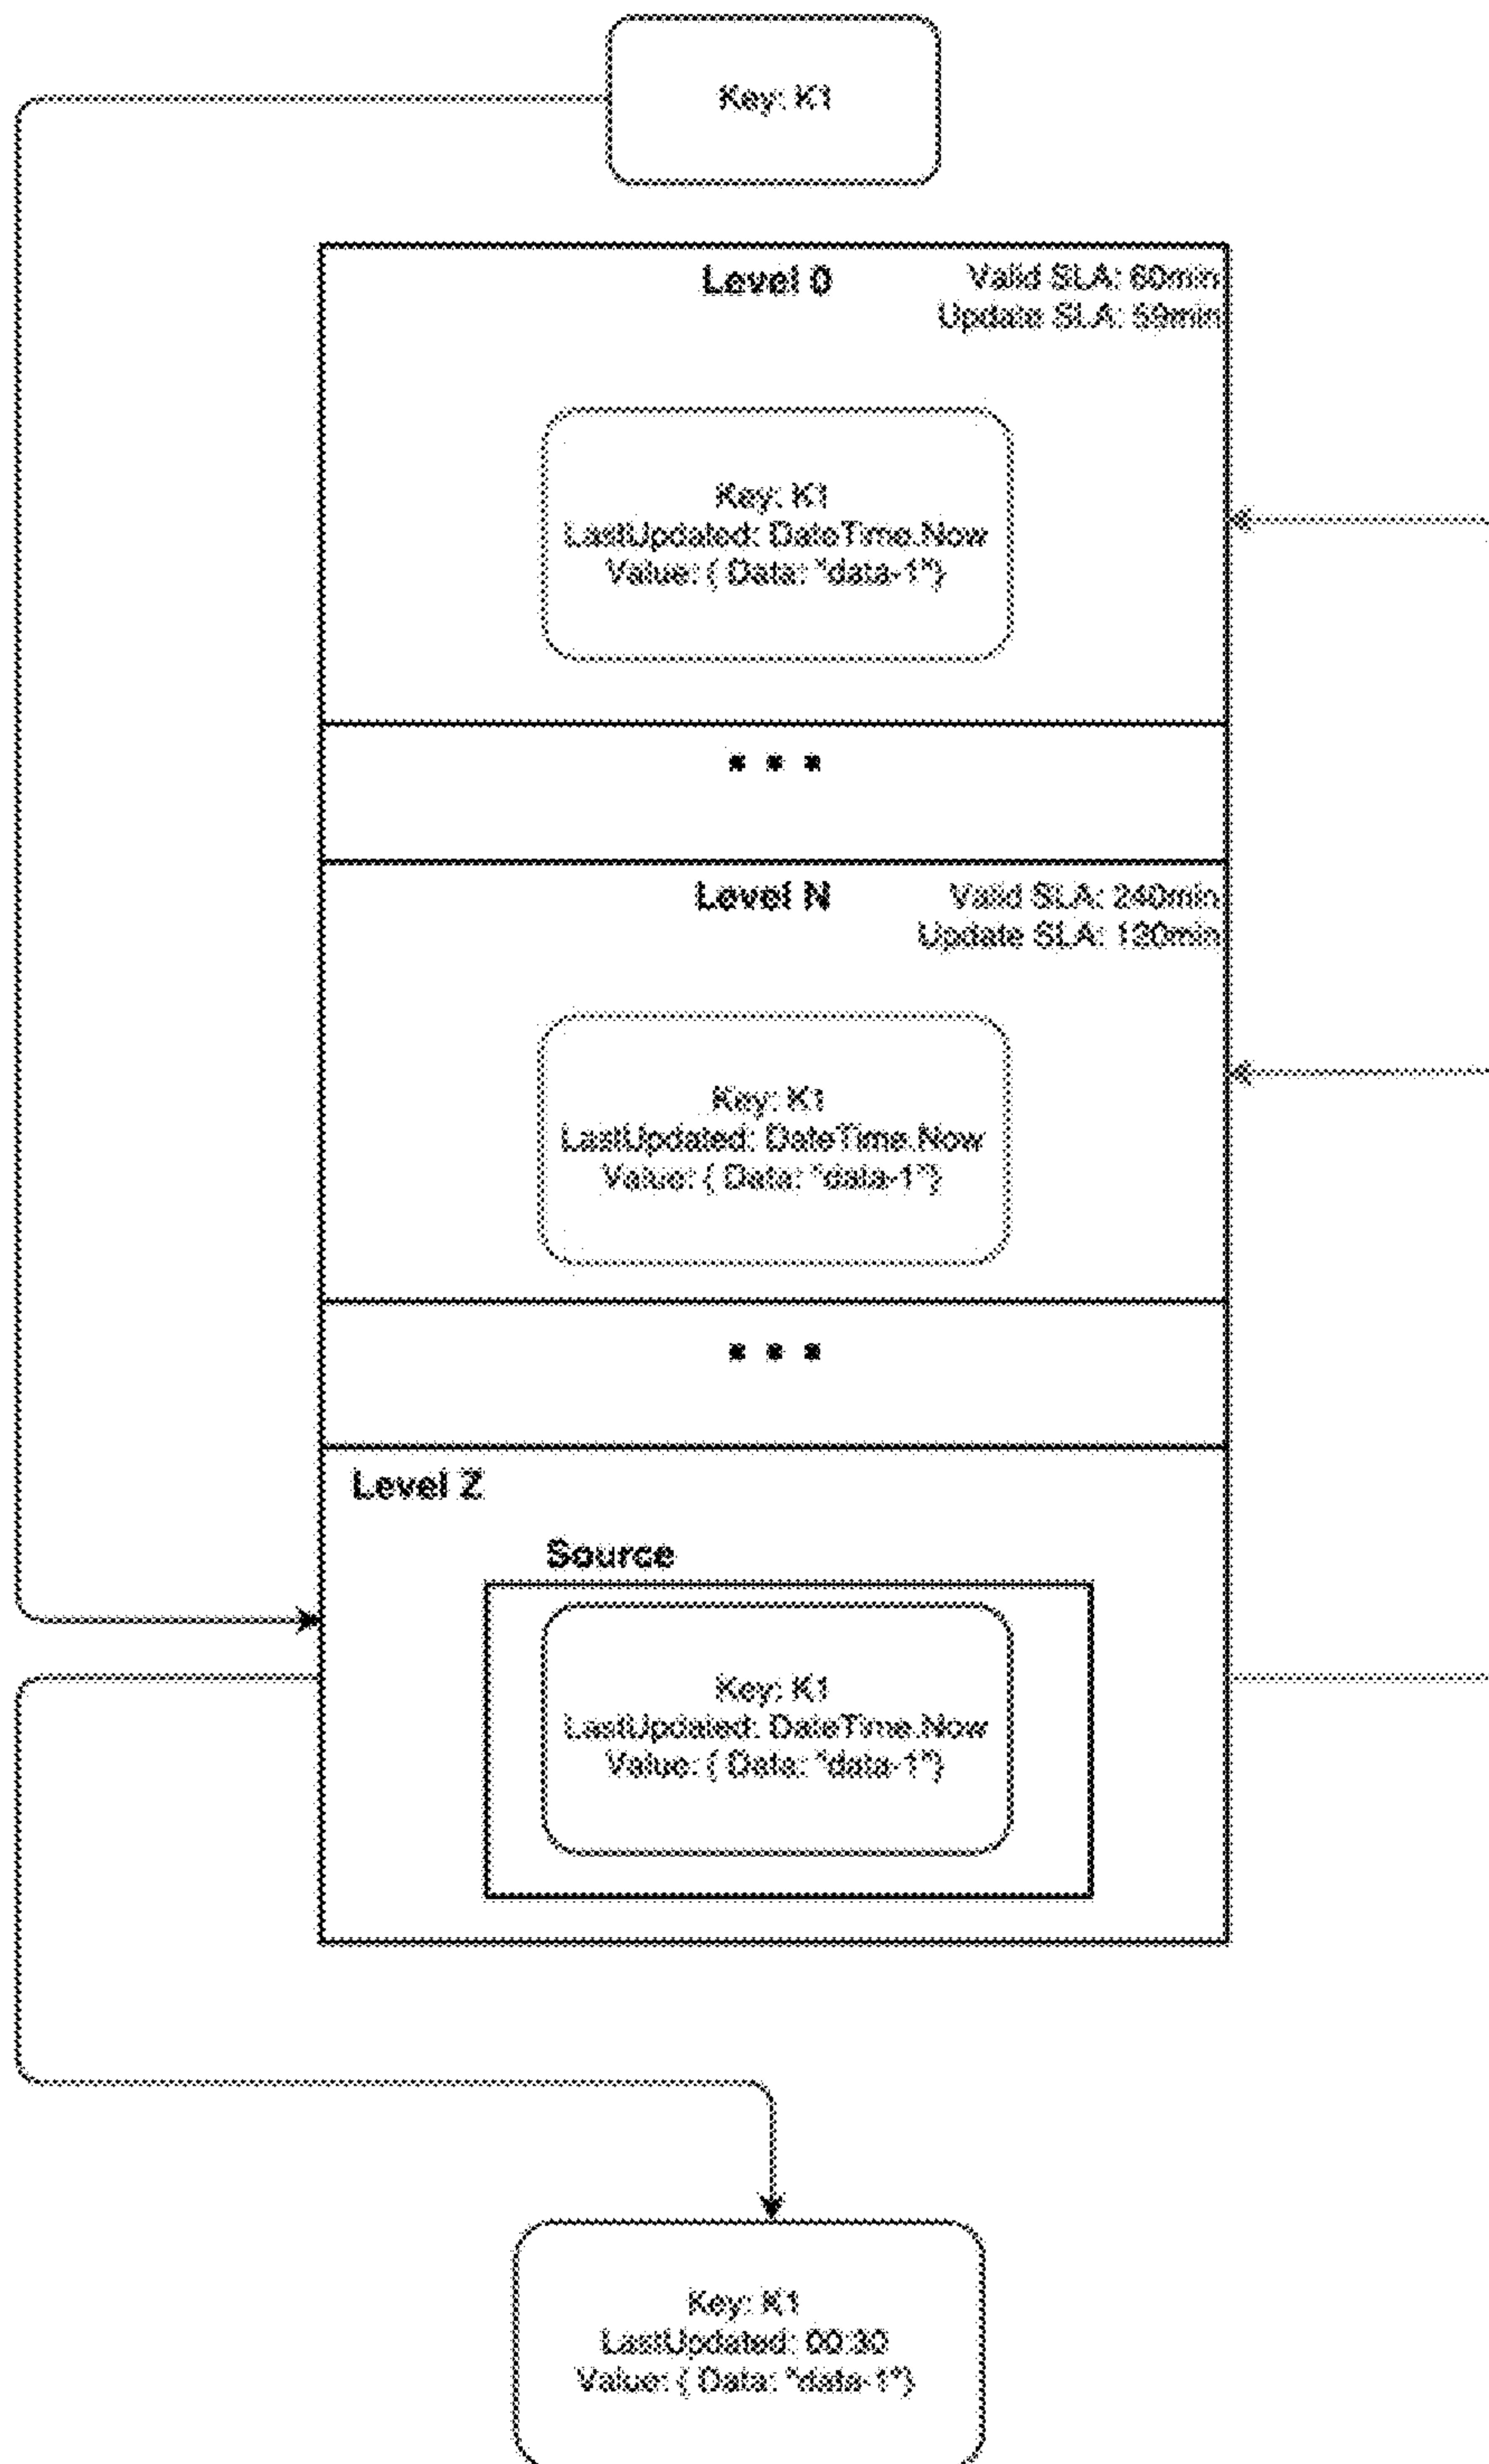 Key: K1
Level 0
Valid SLA: 60min
Update SLA: 59min
Key: K1
LastUpdated: DateTime.Now
Value: { Data: "data-1"}
Level N
Valid SLA: 240min
Update SLA: 120min
Key: K1
LastUpdated: DateTime.Now
Value: { Data: "data-1"}
Level Z
Source
Key: K1
LastUpdated: DateTime.Now
Value: { Data: "data-1"}
Key: K1
LastUpdated: 00:30
Value: { Data: "data-1"}